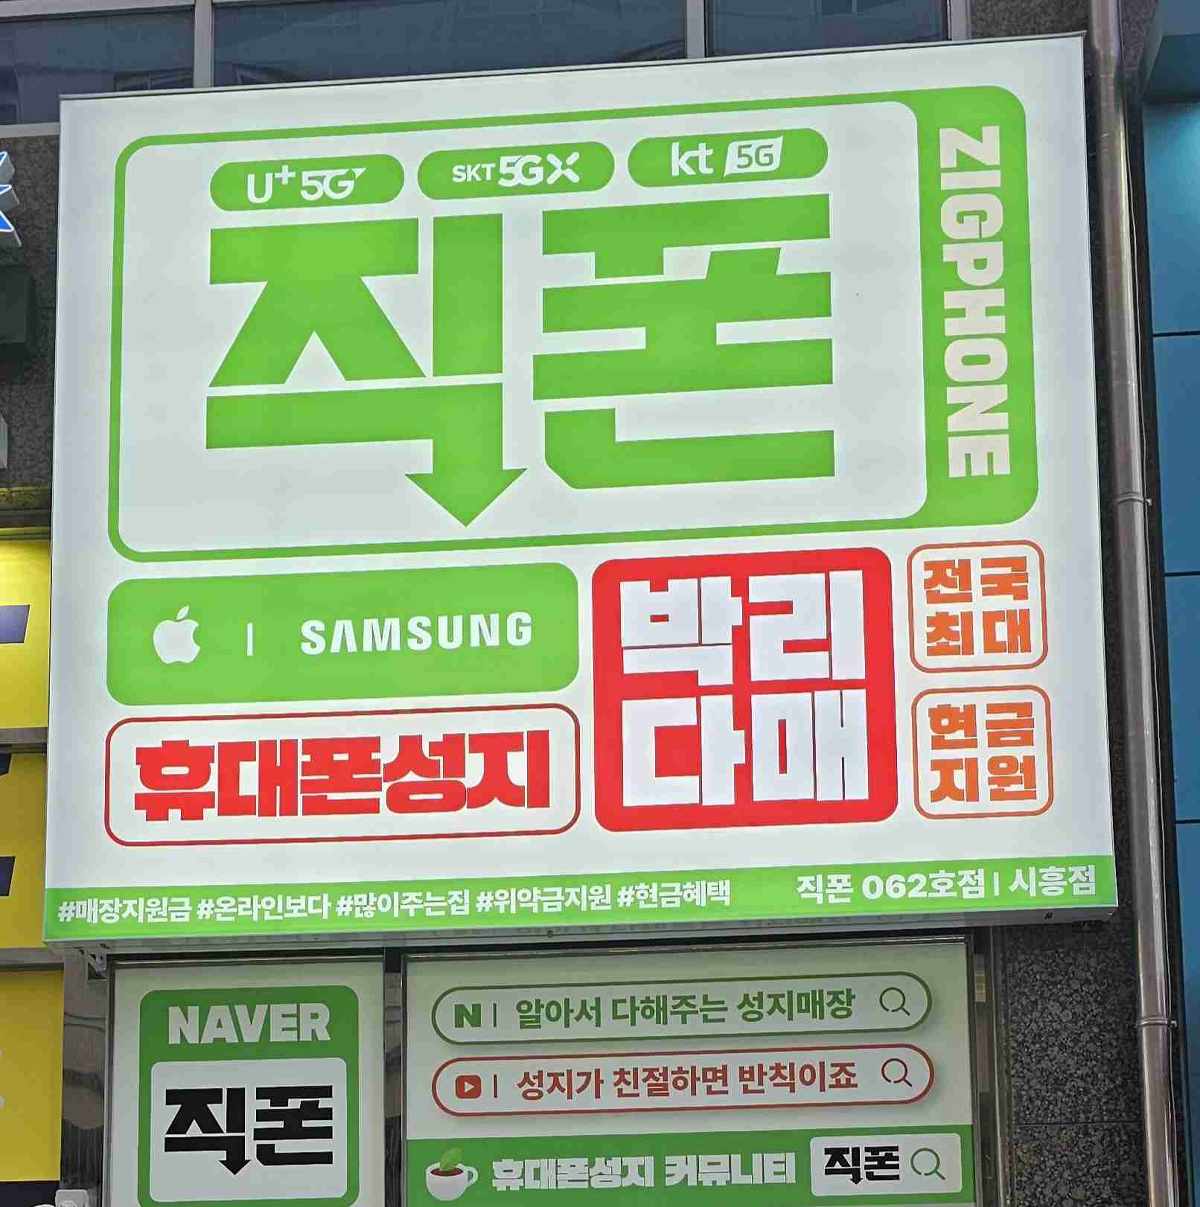 U+5G
SKT 5GX
kt 5G
직폰
ZIGPHONE
SAMSUNG
휴대폰성지
박리
다매
전국
최대
현금
지원
#매장지원금 #온라인보다 #많이주는집 #위약금지원 #현금혜택
직폰 062호점 | 시흥점
NAVER
직폰
N | 알아서 다해주는 성지매장
| 성지가 친절하면 반칙이죠
휴대폰성지 커뮤니티 직폰